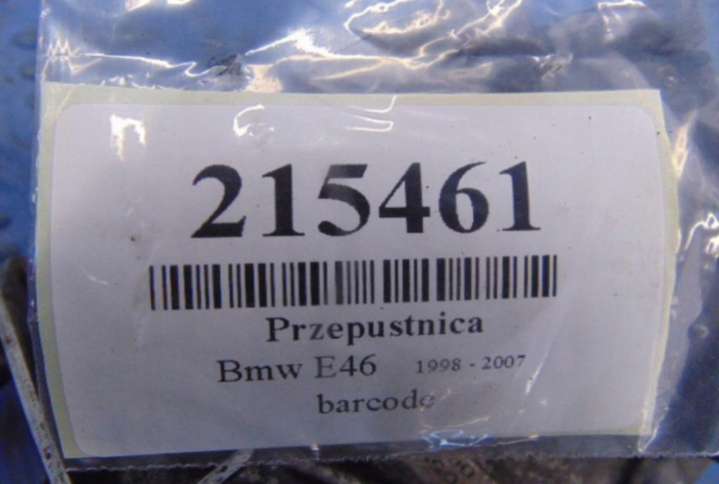 215461
Przepustnica
Bmw E46 1998 - 2007
barcode